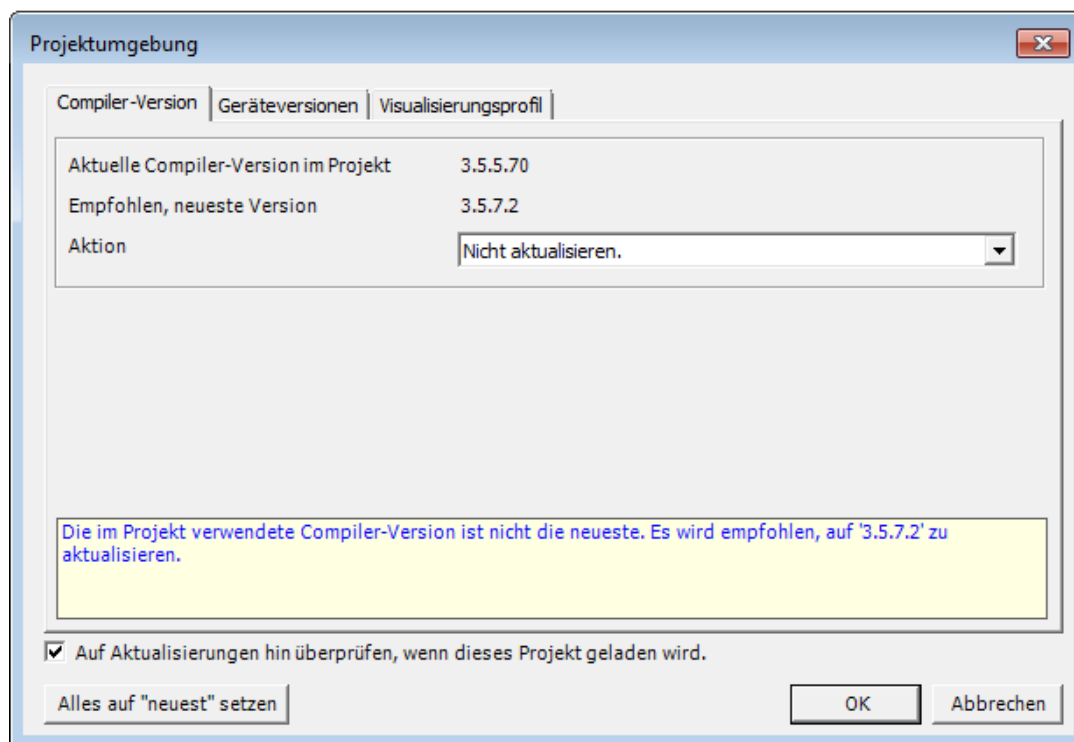 Projektumgebung
Compiler-Version Geräteversionen Visualisierungsprofil
Aktuelle Compiler-Version im Projekt 3.5.5.70
Empfohlen, neueste Version 3.5.7.2
Aktion Nicht aktualisieren.
Die im Projekt verwendete Compiler-Version ist nicht die neueste. Es wird empfohlen, auf '3.5.7.2' zu
aktualisieren.
Auf Aktualisierungen hin überprüfen, wenn dieses Projekt geladen wird.
Alles auf "neuest" setzen OK Abbrechen